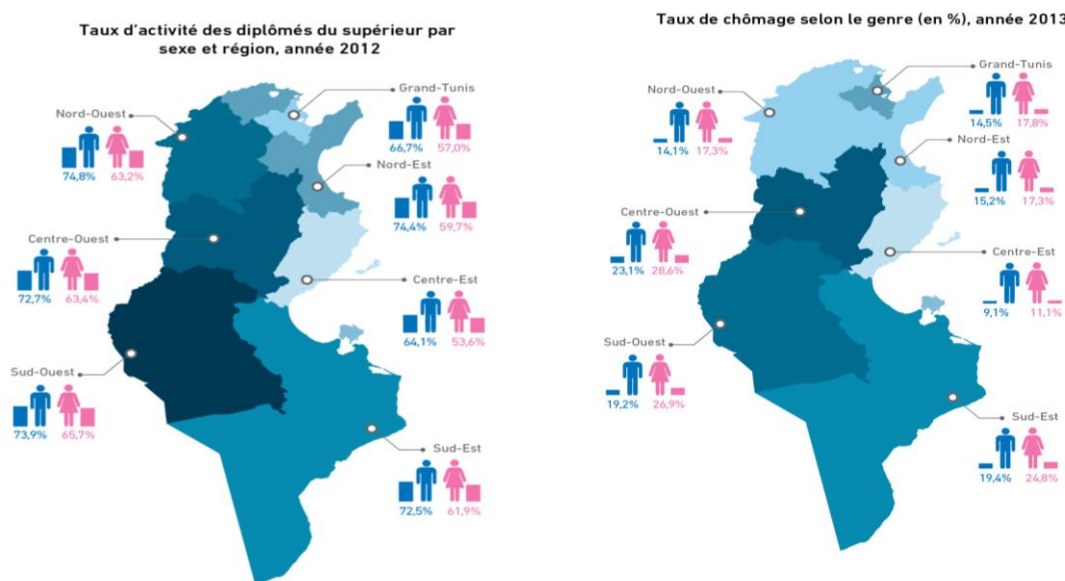 Taux d'activité des diplômés du supérieur par
sexe et région, année 2012
Grand-Tunis
66,7% 57,0%
Nord-Ouest
74,8% 63,2%
Nord-Est
74,4% 59,7%
Centre-Ouest
72,7% 63,4%
Centre-Est
64,1% 53,6%
Sud-Ouest
73,9% 65,7%
Sud-Est
72,5% 61,9%
Taux de chômage selon le genre (en %), année 2013
Grand-Tunis
14,5% 17,8%
Nord-Ouest
14,1% 17,3%
Nord-Est
15,2% 17,3%
Centre-Ouest
23,1% 28,6%
Centre-Est
9,1% 11,1%
Sud-Ouest
19,2% 26,9%
Sud-Est
19,4% 24,8%